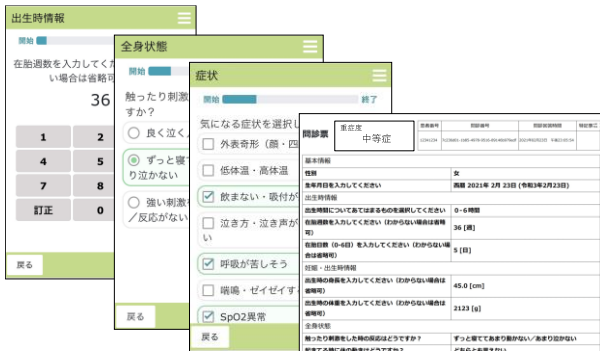 出生時情報
開始
在胎週数を入力してく
い場合は省略可
36
1
2
4
5
7
8
訂正
0
戻る
全身状態
開始
触ったり刺激
すか？
良く泣く
ずっと寝
り泣かない
強い刺激
／反応がない
戻る
症状
開始
終了
気になる症状を選択し
外表奇形（顔・四
低体温・高体温
飲まない・吸付が
泣き方・泣き声が
い
呼吸が苦しそう
喘鳴・ゼイゼイす
SpO2異常
戻る
問診票
重症度
中等症
患者番号
問診番号
12341234
基本情報
性別
女
生年月日を入力してください
西暦 2021年 2月 23日 (令和3年2月23日)
出生時情報
出生時間についてあてはまるものを選択してください
0-6時間
在胎週数を入力してください（わからない場合は省略
可）
36 [週]
在胎日数（0-6日）を入力してください（わからない場
合は省略可）
5 [日]
妊娠・出生時情報
出生時の身長を入力してください（わからない場合は
省略可）
45.0 [cm]
出生時の体重を入力してください（わからない場合は
省略可）
2123 [g]
全身状態
触ったり刺激をした時の反応はどうですか？
ずっと寝ててあまり動かない／あまり泣かない